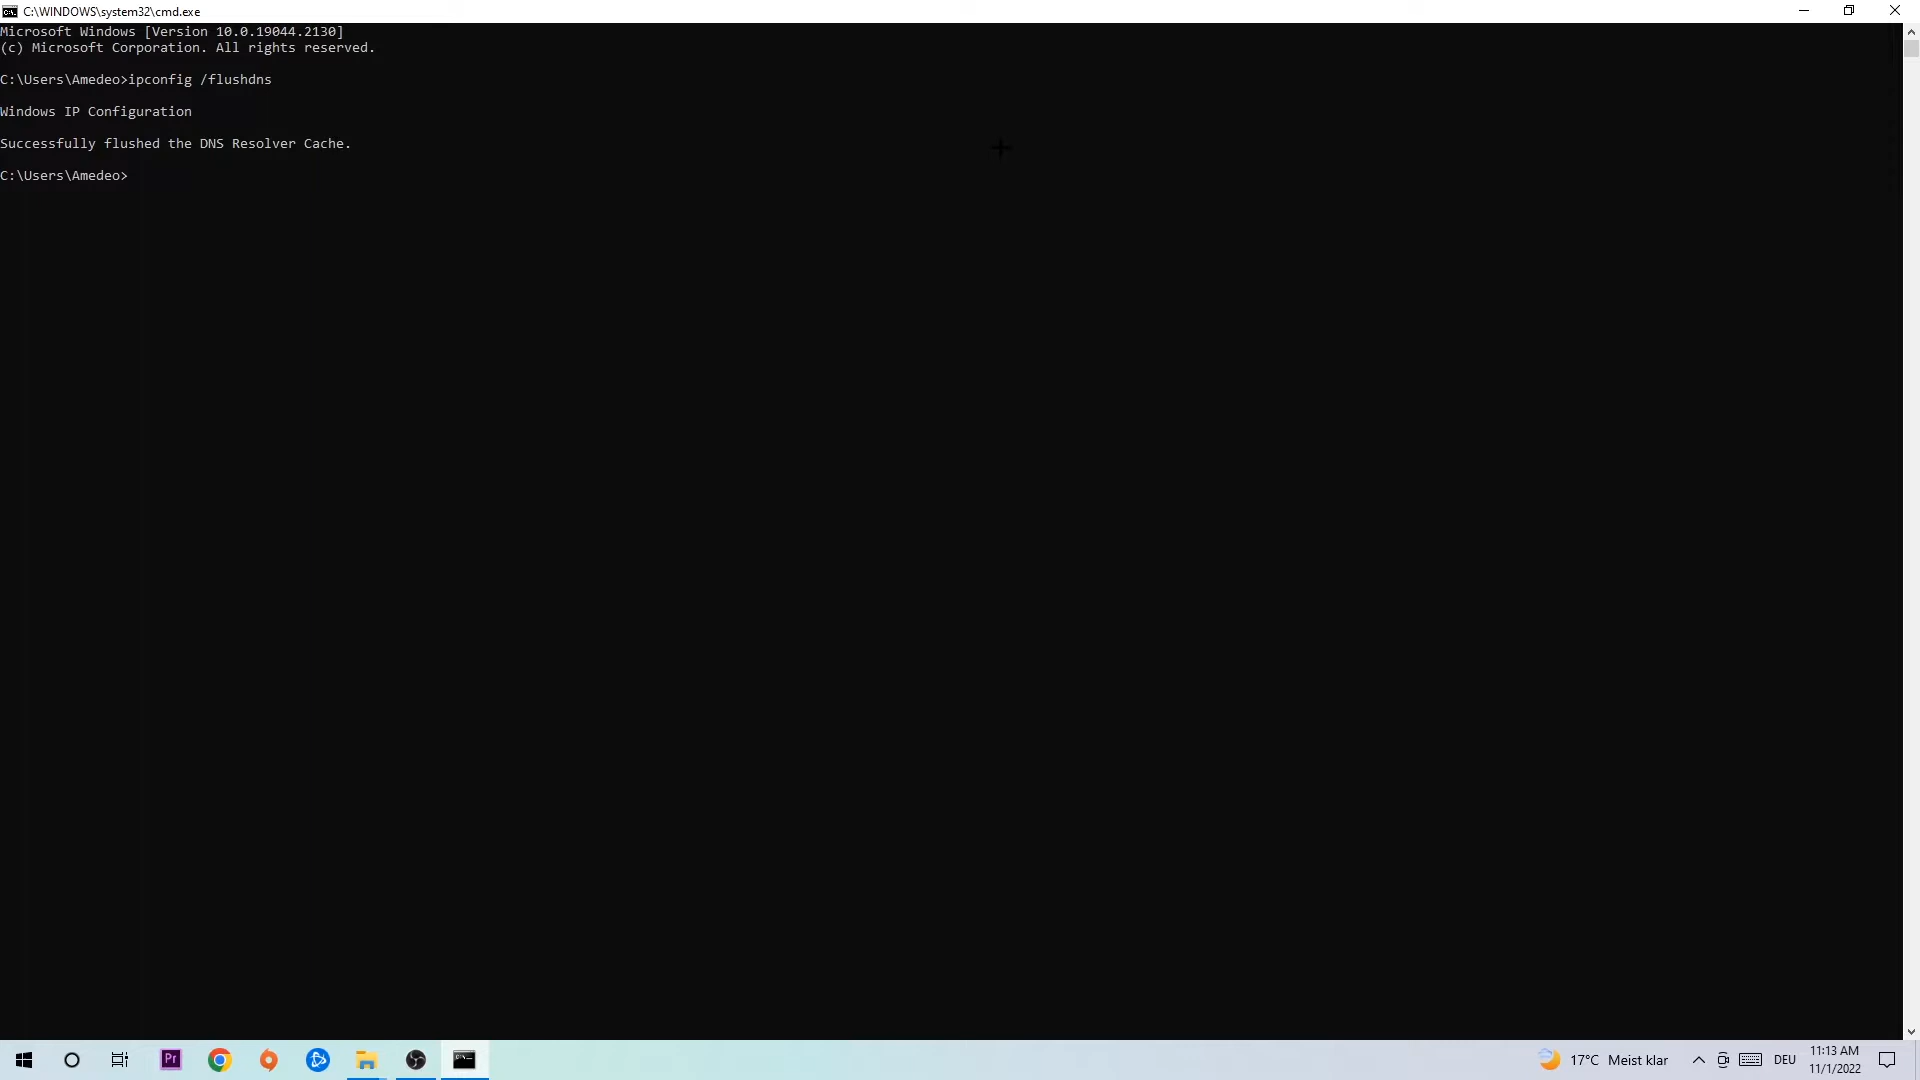 C:\WINDOWS\system32\cmd.exe
Microsoft Windows [Version 10.0.19044.2130]
(c) Microsoft Corporation. All rights reserved.
C:\Users\Amedeo>ipconfig /flushdns
Windows IP Configuration
Successfully flushed the DNS Resolver Cache.
C:\Users\Amedeo>
Pr
17°C Meist klar
DEU
11:13 AM
11/1/2022